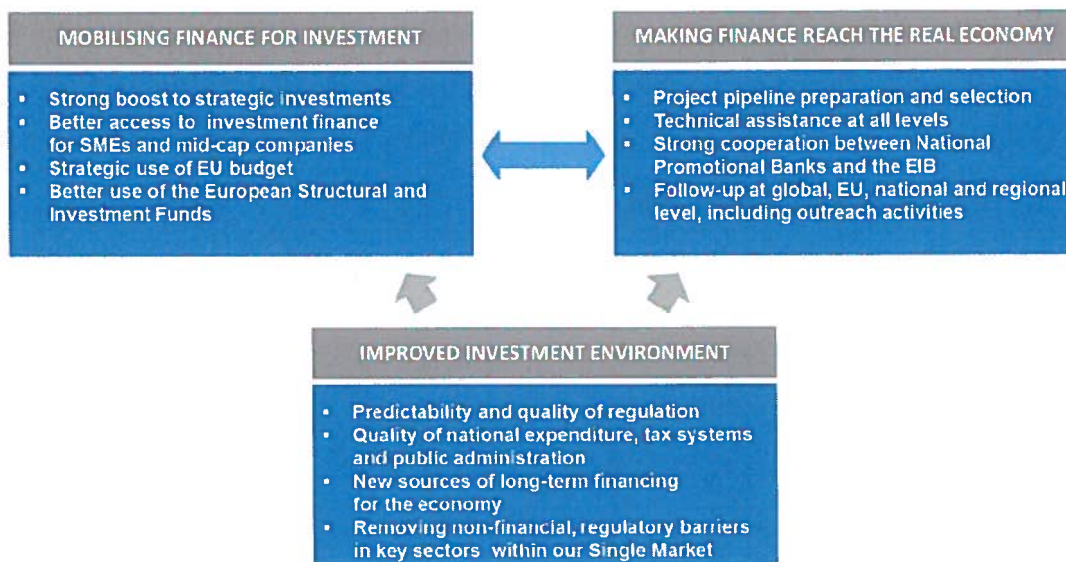 MOBILISING FINANCE FOR INVESTMENT
▪ Strong boost to strategic investments
▪ Better access to investment finance
for SMEs and mid-cap companies
▪ Strategic use of EU budget
▪ Better use of the European Structural and
Investment Funds
MAKING FINANCE REACH THE REAL ECONOMY
▪ Project pipeline preparation and selection
▪ Technical assistance at all levels
▪ Strong cooperation between National
Promotional Banks and the EIB
▪ Follow-up at global, EU, national and regional
level, including outreach activities
IMPROVED INVESTMENT ENVIRONMENT
▪ Predictability and quality of regulation
▪ Quality of national expenditure, tax systems
and public administration
▪ New sources of long-term financing
for the economy
▪ Removing non-financial, regulatory barriers
in key sectors within our Single Market